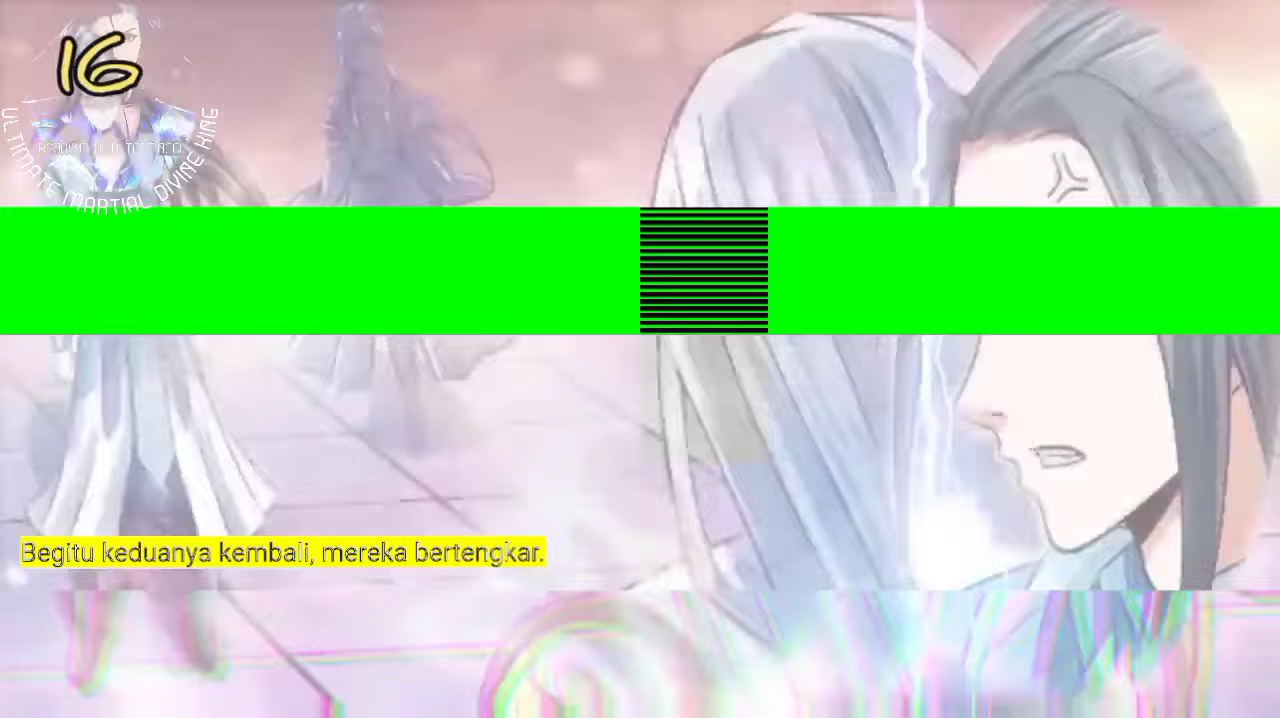 16
ULTIMATE MARTIAL DIVINE KING
Begitu keduanya kembali, mereka bertengkar.